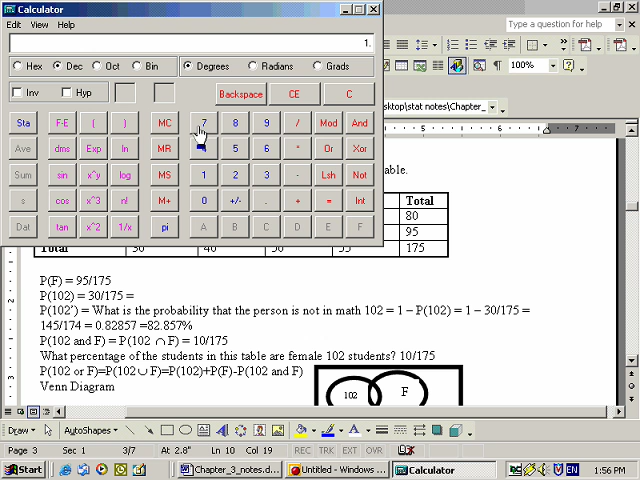 Calculator
Edit View Help
1.
Hex Dec Oct Bin Degrees Radians Grads
Inv Hyp Backspace CE C
Sta F-E ( ) MC 7 8 9 / Mod And
Ave dms Exp ln MR 4 5 6 * Or Xor
Sum sin x^y log MS 1 2 3 - Lsh Not
s cos x^3 n! M+ 0 +/- . + = Int
Dat tan x^2 1/x pi A B C D E F
Type a question for help
100%
sktop\stat notes\Chapter_
5 6 7
able.
Total
80
95
Total 30 40 50 55 175
P(F) = 95/175
P(102) = 30/175 =
P(102’) = What is the probability that the person is not in math 102 = 1 – P(102) = 1 – 30/175 =
145/174 = 0.82857 =82.857%
P(102 and F) = P(102 ∩ F) = 10/175
What percentage of the students in this table are female 102 students? 10/175
P(102 or F)=P(102 ∪ F)=P(102)+P(F)-P(102 and F)
Venn Diagram
102 F
Draw AutoShapes
Page 3 Sec 1 3/7 At 2.8" Ln 10 Col 19 REC TRK EXT OVR
Start Chapter_3_notes.d... Untitled - Windows ... Calculator EN 1:56 PM